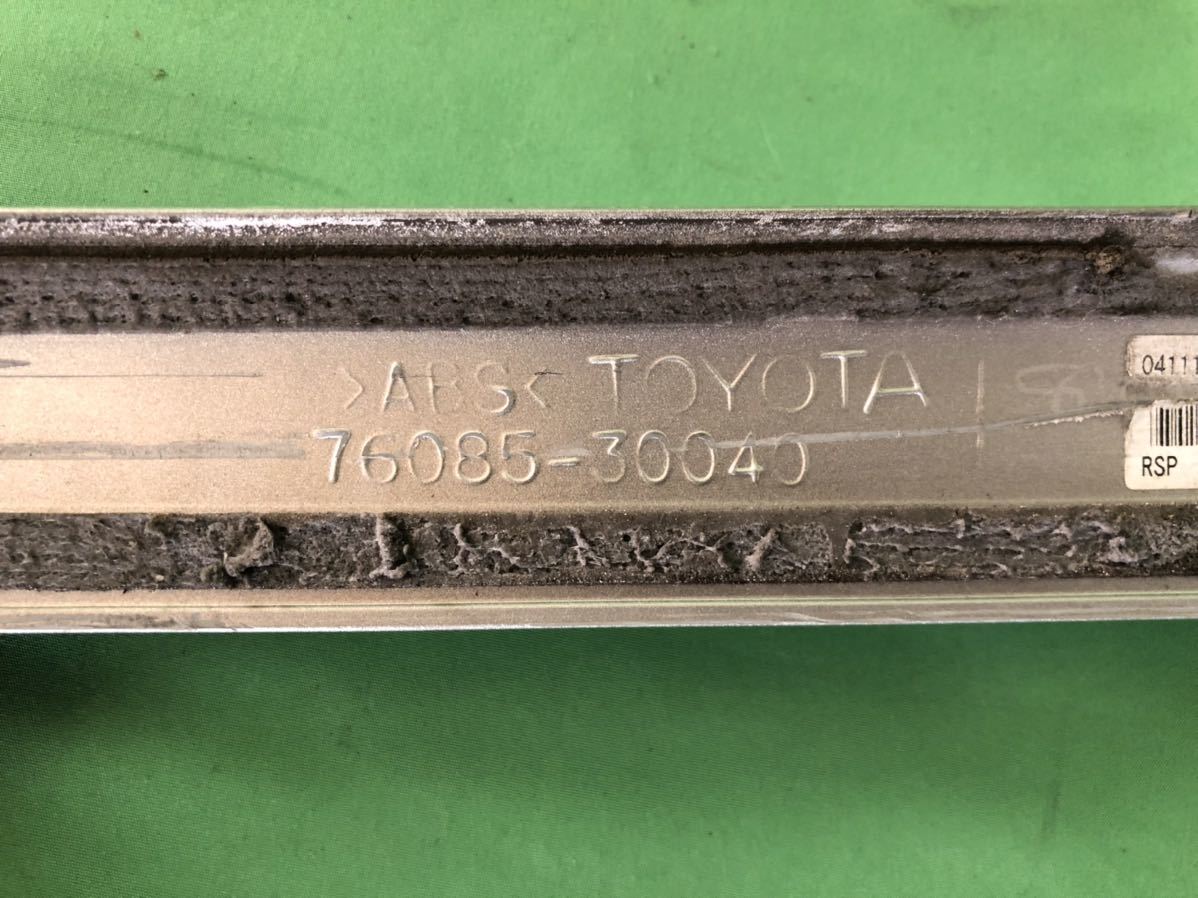 >ABS< TOYOTA
76085-30040
04111
RSP